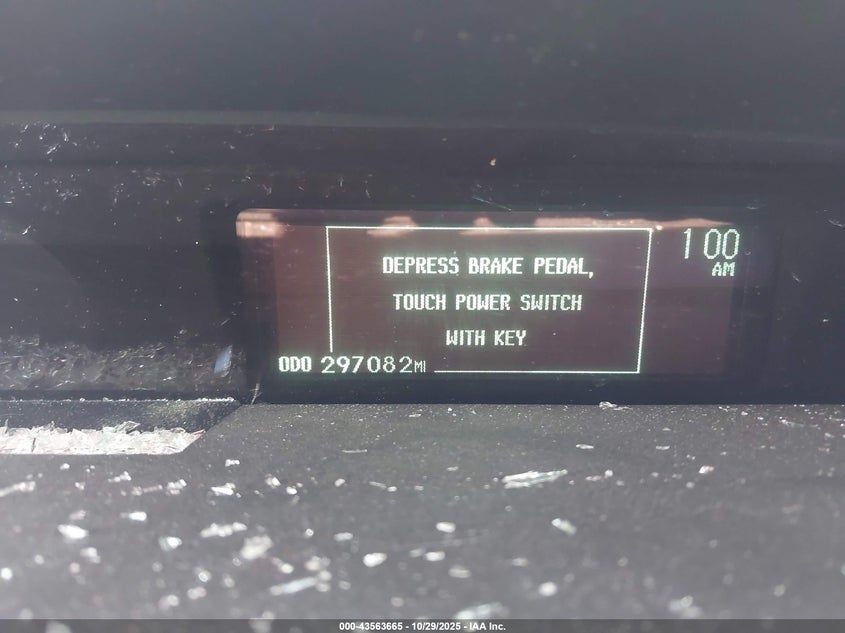 1 00
AM
DEPRESS BRAKE PEDAL,
TOUCH POWER SWITCH
WITH KEY
ODO 297082MI
000-43563665 - 10/29/2025 - IAA Inc.